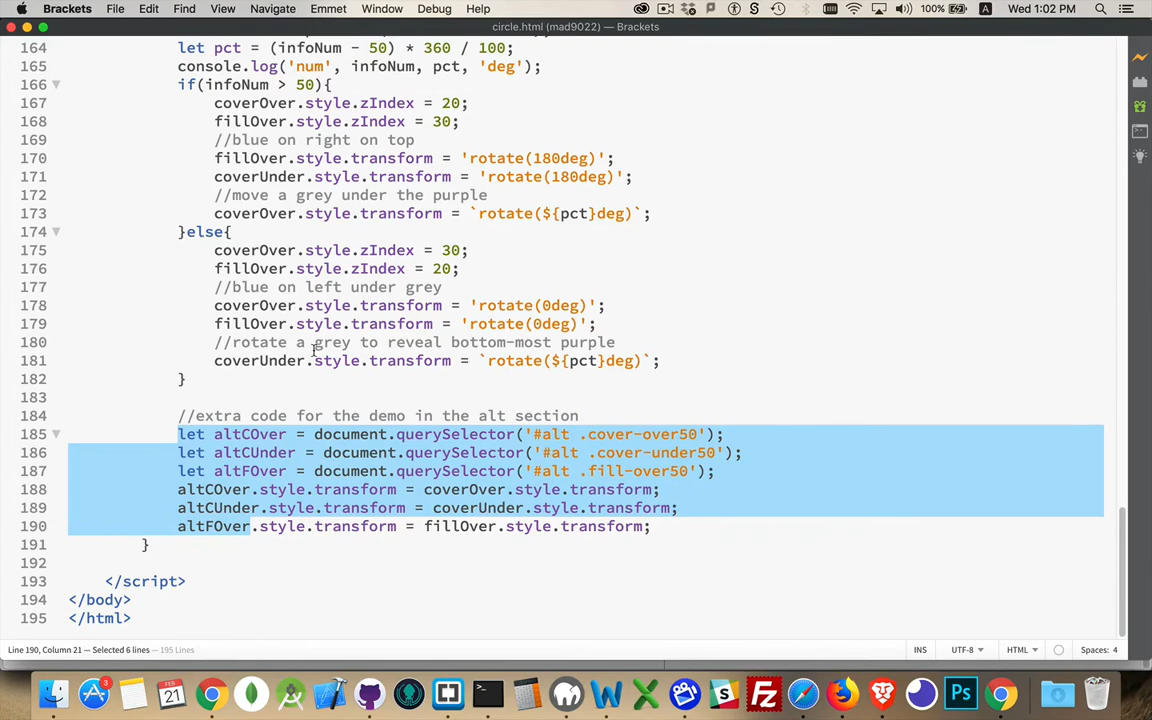 Brackets File Edit Find View Navigate Emmet Window Debug Help 100% A Wed 1:02 PM
circle.html (mad9022) — Brackets
164 let pct = (infoNum - 50) * 360 / 100;
165 console.log('num', infoNum, pct, 'deg');
166 if(infoNum > 50){
167 coverOver.style.zIndex = 20;
168 fillOver.style.zIndex = 30;
169 //blue on right on top
170 fillOver.style.transform = 'rotate(180deg)';
171 coverUnder.style.transform = 'rotate(180deg)';
172 //move a grey under the purple
173 coverOver.style.transform = `rotate(${pct}deg)`;
174 }else{
175 coverOver.style.zIndex = 30;
176 fillOver.style.zIndex = 20;
177 //blue on left under grey
178 coverOver.style.transform = 'rotate(0deg)';
179 fillOver.style.transform = 'rotate(0deg)';
180 //rotate a grey to reveal bottom-most purple
181 coverUnder.style.transform = `rotate(${pct}deg)`;
182 }
183
184 //extra code for the demo in the alt section
185 let altCOver = document.querySelector('#alt .cover-over50');
186 let altCUnder = document.querySelector('#alt .cover-under50');
187 let altFOver = document.querySelector('#alt .fill-over50');
188 altCOver.style.transform = coverOver.style.transform;
189 altCUnder.style.transform = coverUnder.style.transform;
190 altFOver.style.transform = fillOver.style.transform;
191 }
192
193 </script>
194 </body>
195 </html>
Line 190, Column 21 — Selected 6 lines — 195 Lines INS UTF-8 HTML Spaces: 4
3 FEB 21